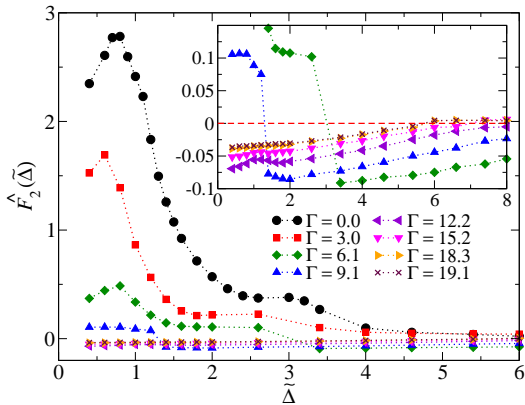 3
2
1
0
F̂₂(Δ̃)
0.1
0.05
0
-0.05
-0.1
0 2 4 6 8
Γ = 0.0
Γ = 3.0
Γ = 6.1
Γ = 9.1
Γ = 12.2
Γ = 15.2
Γ = 18.3
Γ = 19.1
0 1 2 3 4 5 6
Δ̃